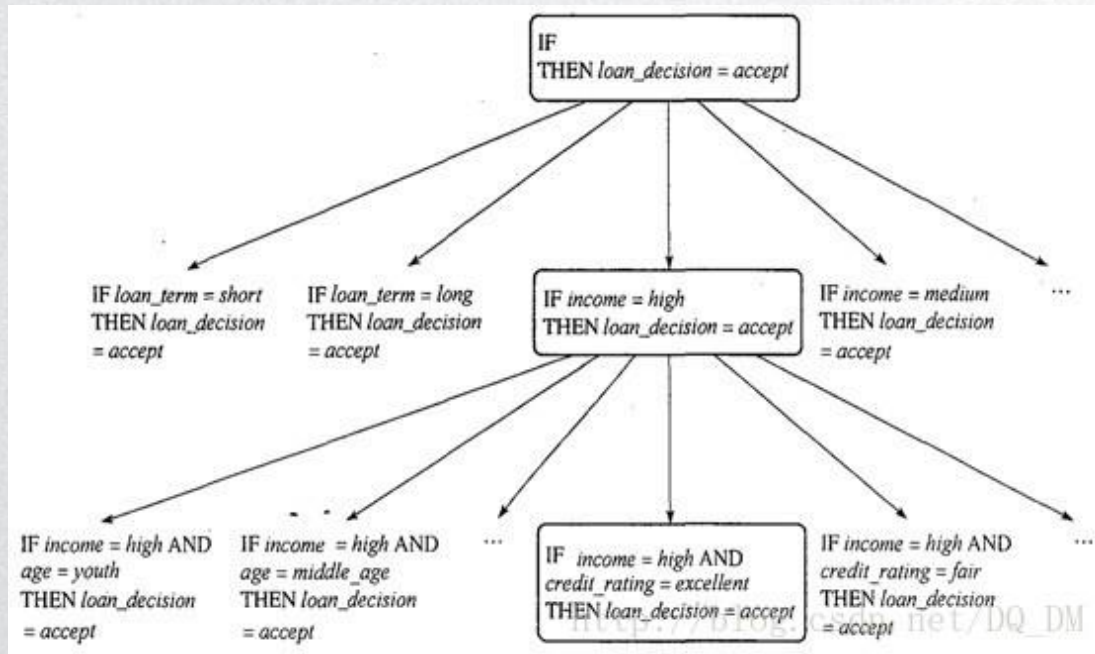 IF
THEN loan_decision = accept
IF loan_term = short
THEN loan_decision
= accept
IF loan_term = long
THEN loan_decision
= accept
IF income = high
THEN loan_decision = accept
IF income = medium
THEN loan_decision
= accept
...
IF income = high AND
age = youth
THEN loan_decision
= accept
IF income = high AND
age = middle_age
THEN loan_decision
= accept
...
IF income = high AND
credit_rating = excellent
THEN loan_decision = accept
IF income = high AND
credit_rating = fair
THEN loan_decision
= accept
...
http://blog.csdn.net/DQ_DM